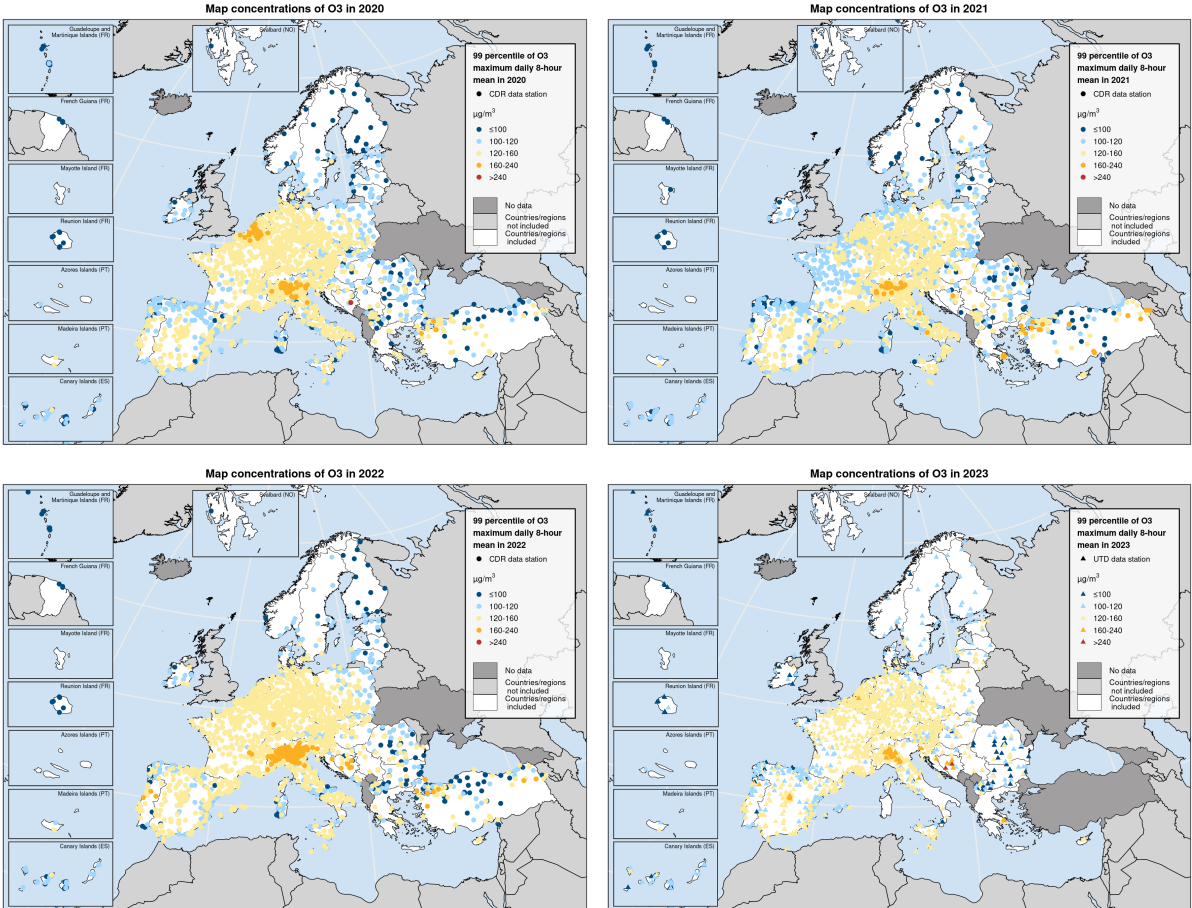 Map concentrations of O3 in 2020
Guadeloupe and
Martinique Islands (FR)
Svalbard (NO)
French Guiana (FR)
Mayotte Island (FR)
Reunion Island (FR)
Azores Islands (PT)
Madeira Islands (PT)
Canary Islands (ES)
99 percentile of O3
maximum daily 8-hour
mean in 2020
CDR data station
µg/m3
≤100
100-120
120-160
160-240
>240
No data
Countries/regions
not included
Countries/regions
included
Map concentrations of O3 in 2021
Guadeloupe and
Martinique Islands (FR)
Svalbard (NO)
French Guiana (FR)
Mayotte Island (FR)
Reunion Island (FR)
Azores Islands (PT)
Madeira Islands (PT)
Canary Islands (ES)
99 percentile of O3
maximum daily 8-hour
mean in 2021
CDR data station
µg/m3
≤100
100-120
120-160
160-240
>240
No data
Countries/regions
not included
Countries/regions
included
Map concentrations of O3 in 2022
Guadeloupe and
Martinique Islands (FR)
Svalbard (NO)
French Guiana (FR)
Mayotte Island (FR)
Reunion Island (FR)
Azores Islands (PT)
Madeira Islands (PT)
Canary Islands (ES)
99 percentile of O3
maximum daily 8-hour
mean in 2022
CDR data station
µg/m3
≤100
100-120
120-160
160-240
>240
No data
Countries/regions
not included
Countries/regions
included
Map concentrations of O3 in 2023
Guadeloupe and
Martinique Islands (FR)
Svalbard (NO)
French Guiana (FR)
Mayotte Island (FR)
Reunion Island (FR)
Azores Islands (PT)
Madeira Islands (PT)
Canary Islands (ES)
99 percentile of O3
maximum daily 8-hour
mean in 2023
UTD data station
µg/m3
≤100
100-120
120-160
160-240
>240
No data
Countries/regions
not included
Countries/regions
included